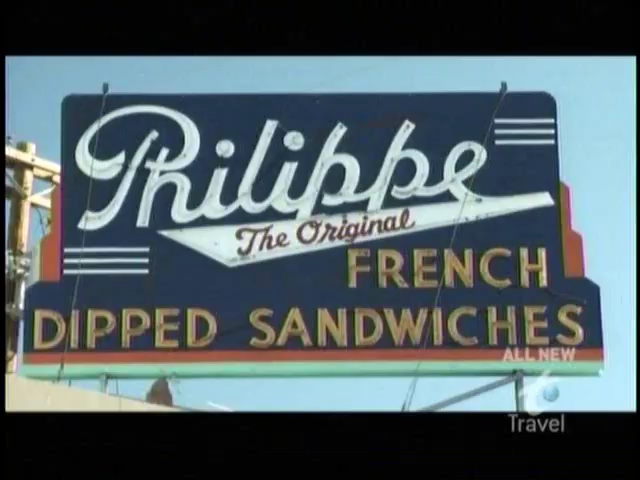 Philippe
The Original
FRENCH
DIPPED SANDWICHES
ALL NEW
Travel